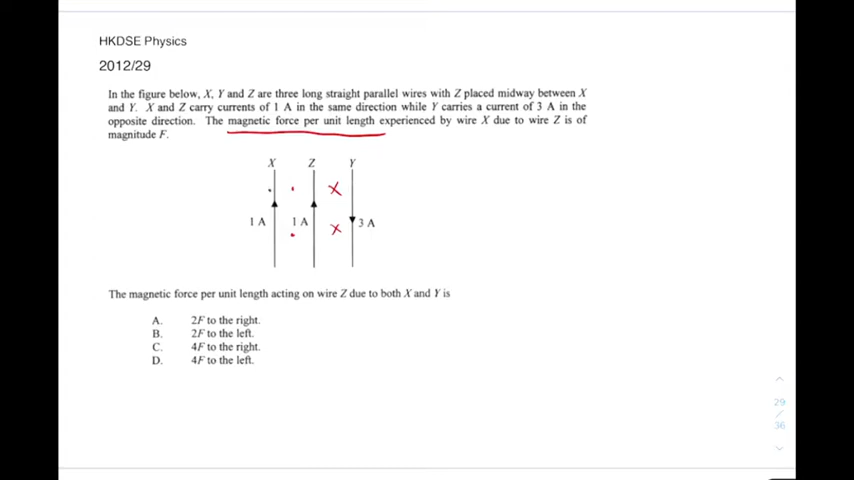 HKDSE Physics
2012/29
In the figure below, X, Y and Z are three long straight parallel wires with Z placed midway between X
and Y. X and Z carry currents of 1 A in the same direction while Y carries a current of 3 A in the
opposite direction. The magnetic force per unit length experienced by wire X due to wire Z is of
magnitude F.
X Z Y
1 A 1 A 3 A
The magnetic force per unit length acting on wire Z due to both X and Y is
A. 2F to the right.
B. 2F to the left.
C. 4F to the right.
D. 4F to the left.
29
/
36